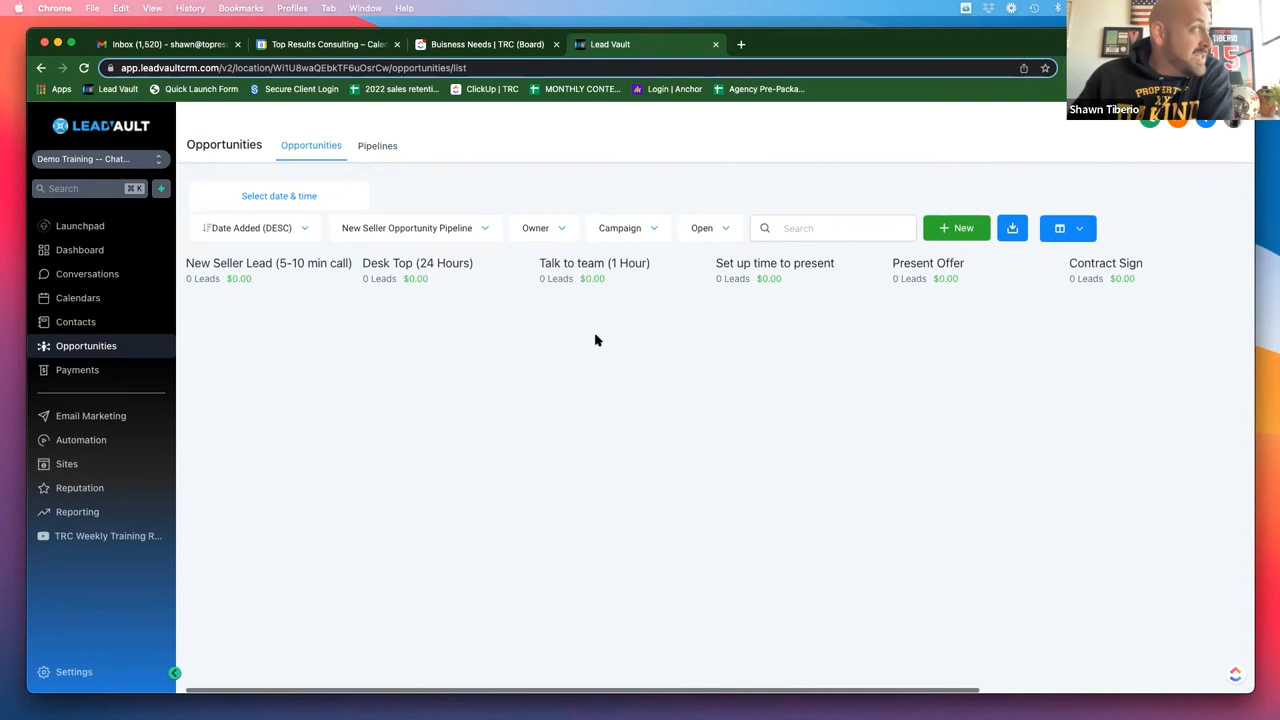 Chrome File Edit View History Bookmarks Profiles Tab Window Help
Inbox (1,520) – shawn@topresu
Top Results Consulting – Calen
Buisness Needs | TRC (Board)
Lead Vault
app.leadvaultcrm.com/v2/location/Wi1U8waQEbkTF6uOsrCw/opportunities/list
Apps Lead Vault Quick Launch Form Secure Client Login 2022 sales retenti... ClickUp | TRC MONTHLY CONTE... Login | Anchor Agency Pre-Packa...
TIBERIO
15
PROPERTY
Shawn Tiberio
LEAD VAULT
Demo Training -- Chat...
Search ⌘ K
Launchpad
Dashboard
Conversations
Calendars
Contacts
Opportunities
Payments
Email Marketing
Automation
Sites
Reputation
Reporting
TRC Weekly Training R...
Settings
Opportunities Opportunities Pipelines
Select date & time
Date Added (DESC) New Seller Opportunity Pipeline Owner Campaign Open Search + New
New Seller Lead (5-10 min call) Desk Top (24 Hours) Talk to team (1 Hour) Set up time to present Present Offer Contract Sign
0 Leads $0.00 0 Leads $0.00 0 Leads $0.00 0 Leads $0.00 0 Leads $0.00 0 Leads $0.00